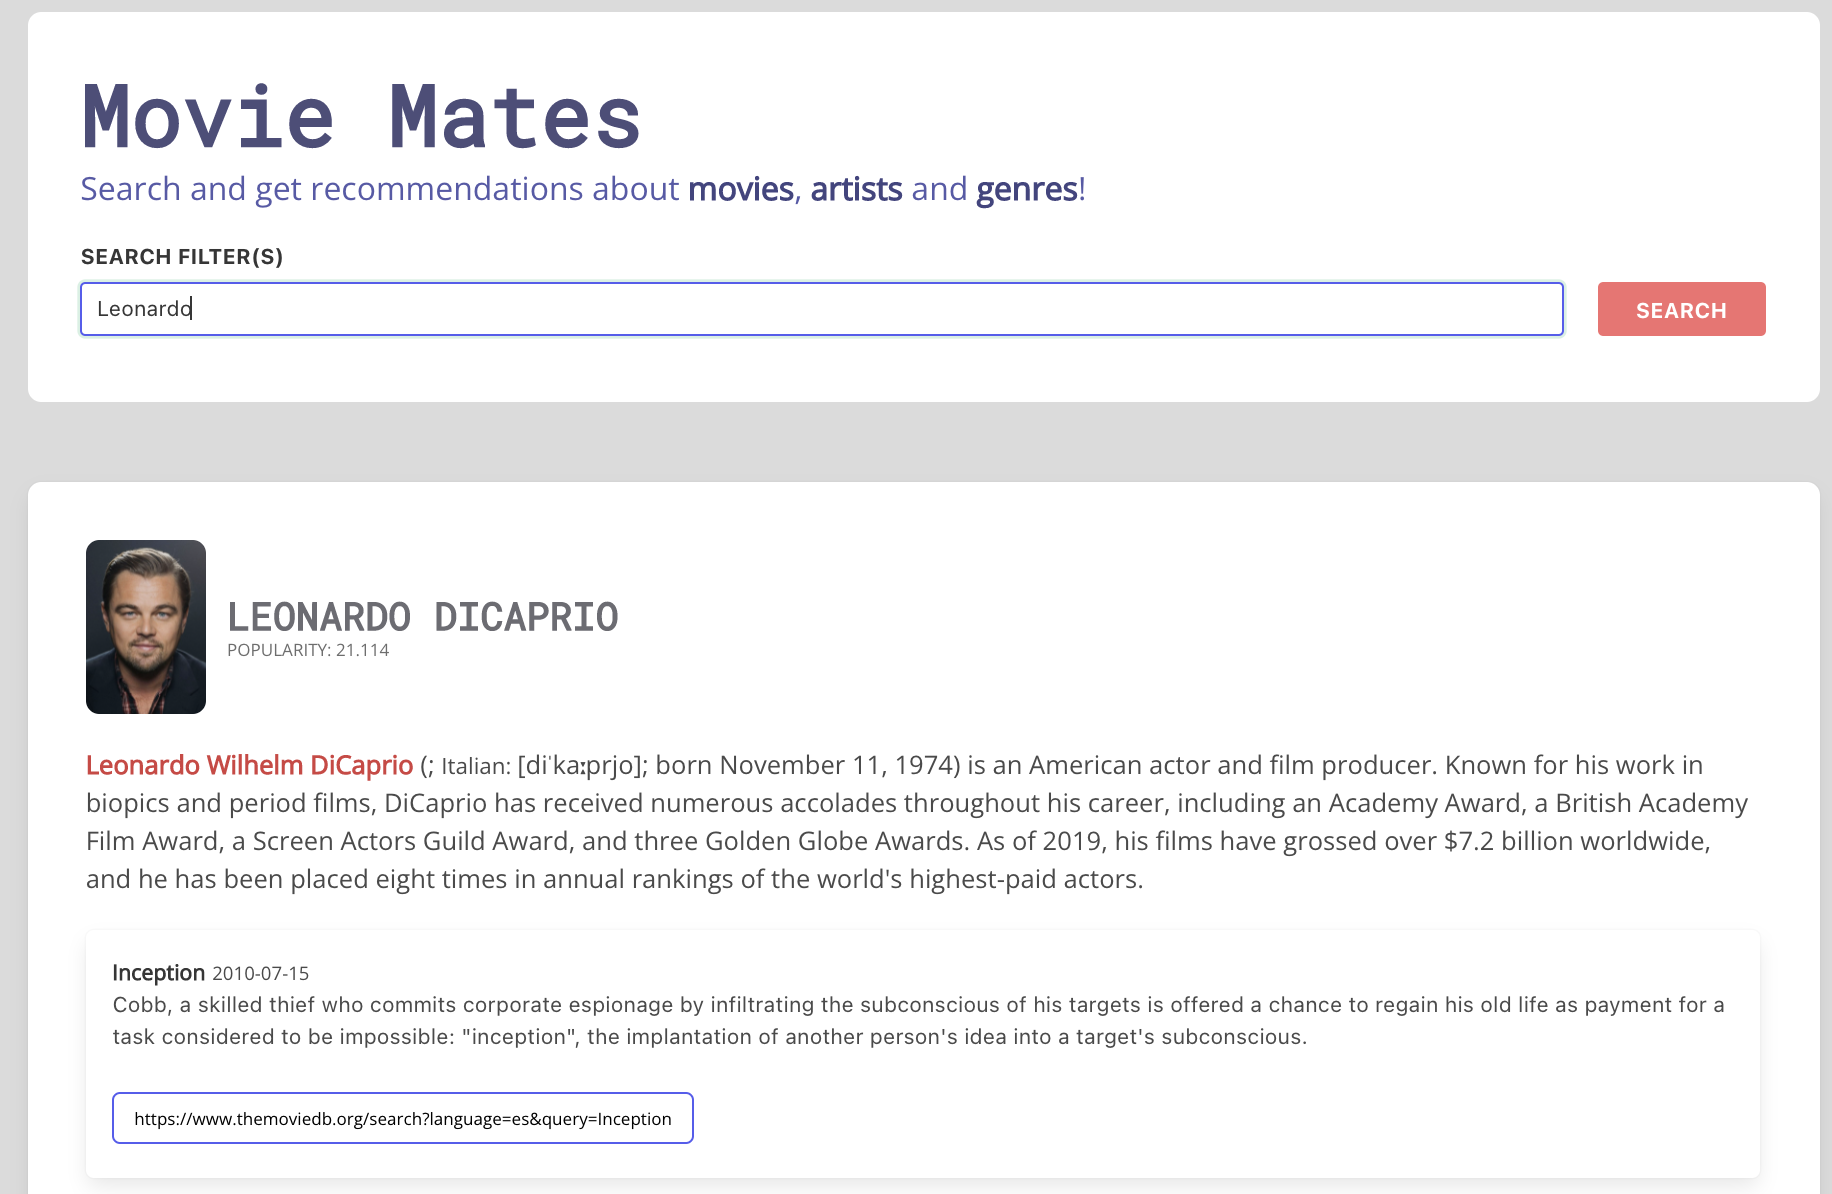 Movie Mates
Search and get recommendations about movies, artists and genres!
SEARCH FILTER(S)
Leonardo
SEARCH
LEONARDO DICAPRIO
POPULARITY: 21.114
Leonardo Wilhelm DiCaprio (; Italian: [diˈkaːprjo]; born November 11, 1974) is an American actor and film producer. Known for his work in
biopics and period films, DiCaprio has received numerous accolades throughout his career, including an Academy Award, a British Academy
Film Award, a Screen Actors Guild Award, and three Golden Globe Awards. As of 2019, his films have grossed over $7.2 billion worldwide,
and he has been placed eight times in annual rankings of the world's highest-paid actors.
Inception 2010-07-15
Cobb, a skilled thief who commits corporate espionage by infiltrating the subconscious of his targets is offered a chance to regain his old life as payment for a
task considered to be impossible: "inception", the implantation of another person's idea into a target's subconscious.
https://www.themoviedb.org/search?language=es&query=Inception